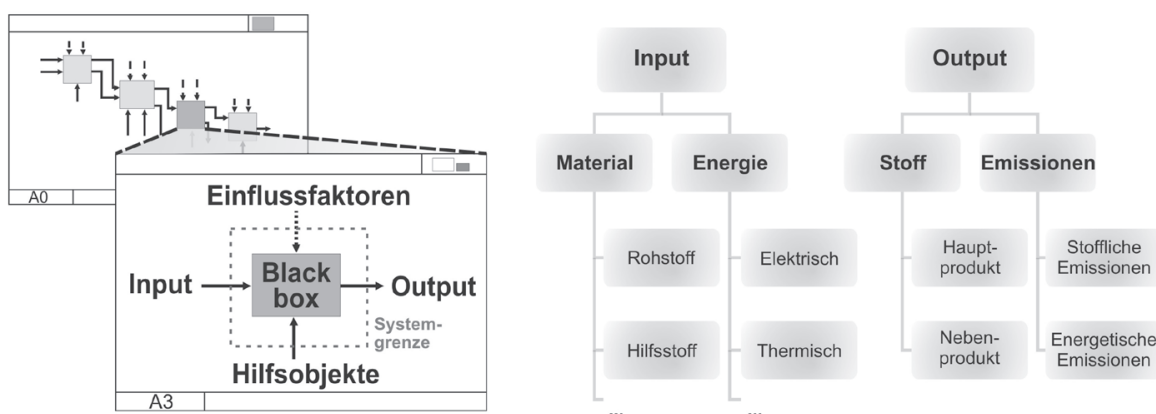 A0
Einflussfaktoren
Input
Black
box
Output
System-
grenze
Hilfsobjekte
A3
Input
Material
Energie
Rohstoff
Elektrisch
Hilfsstoff
Thermisch
Output
Stoff
Emissionen
Haupt-
produkt
Stoffliche
Emissionen
Neben-
produkt
Energetische
Emissionen